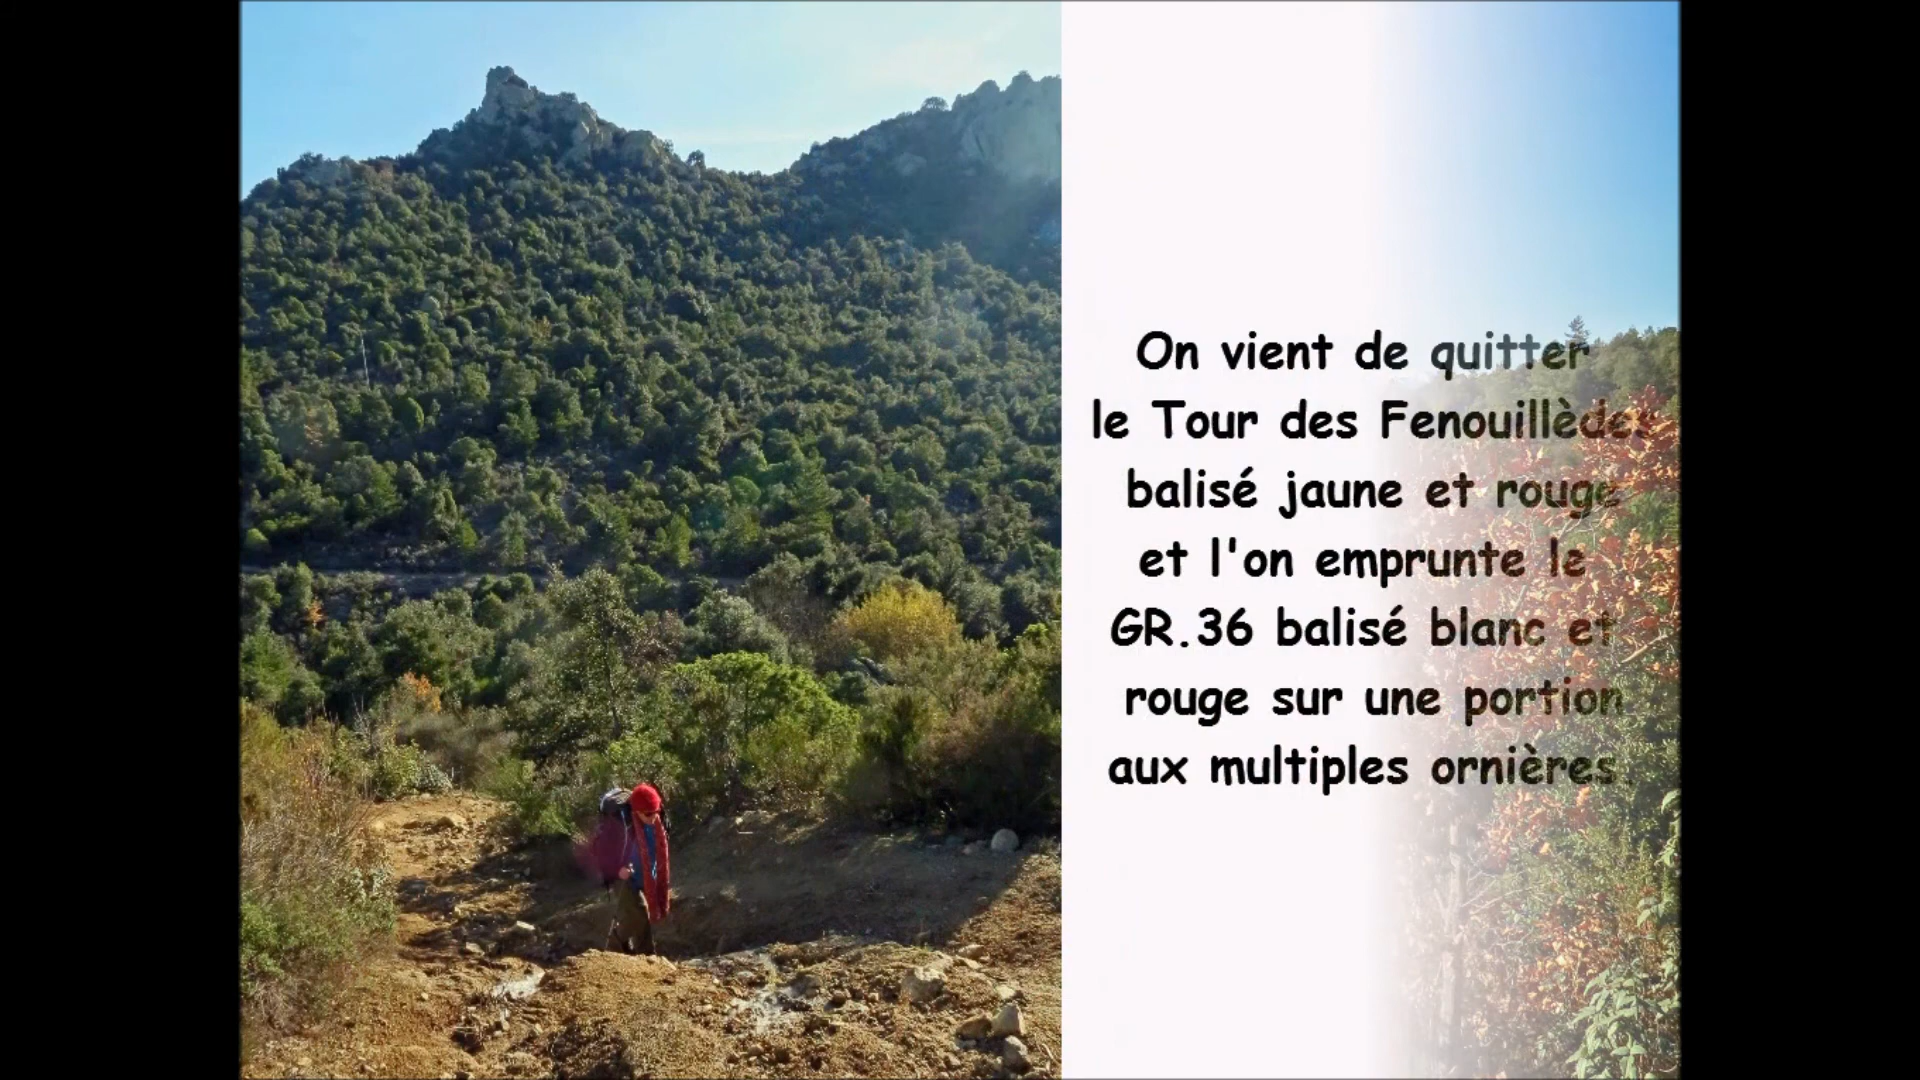 On vient de quitter
le Tour des Fenouillèdes
balisé jaune et rouge
et l'on emprunte le
GR.36 balisé blanc et
rouge sur une portion
aux multiples ornières